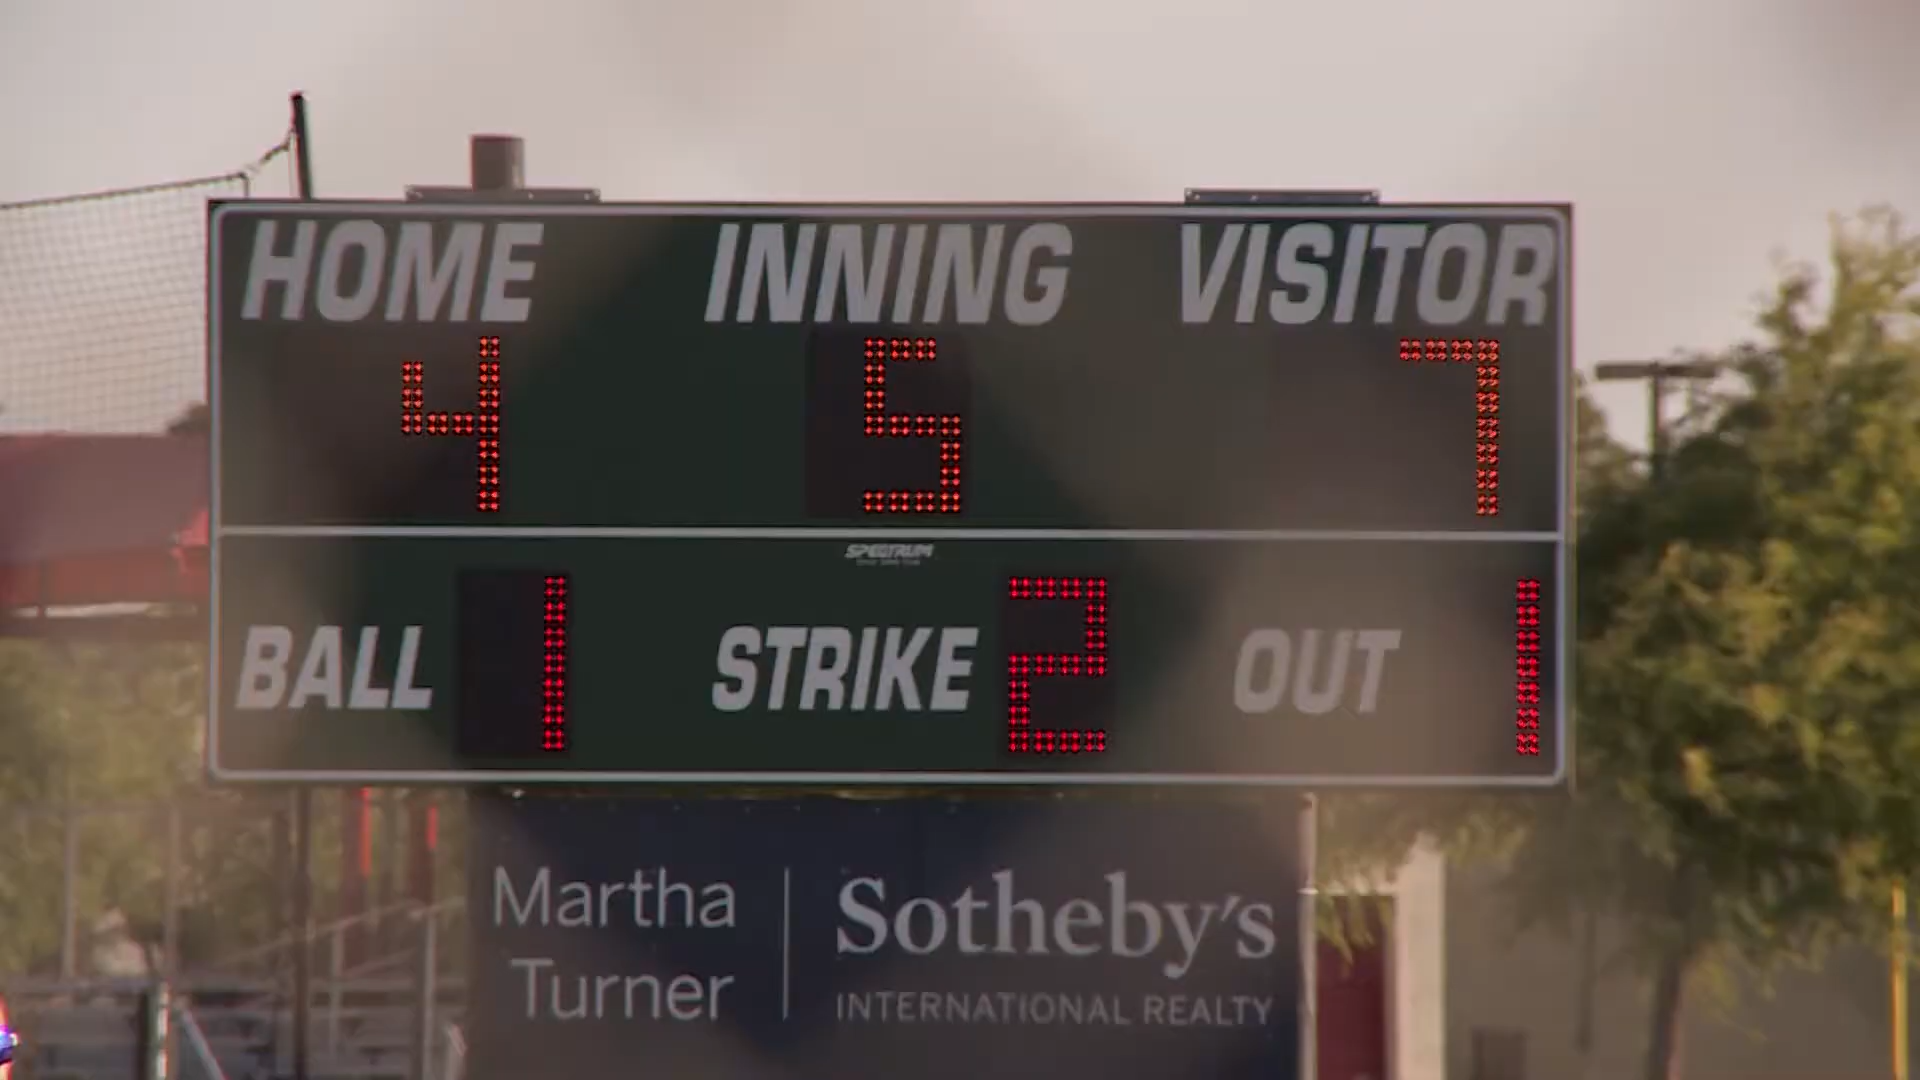 HOME INNING VISITOR
4 5 7
SPECTRUM
BALL 1 STRIKE 2 OUT 1
Martha Turner
Sotheby's
INTERNATIONAL REALTY